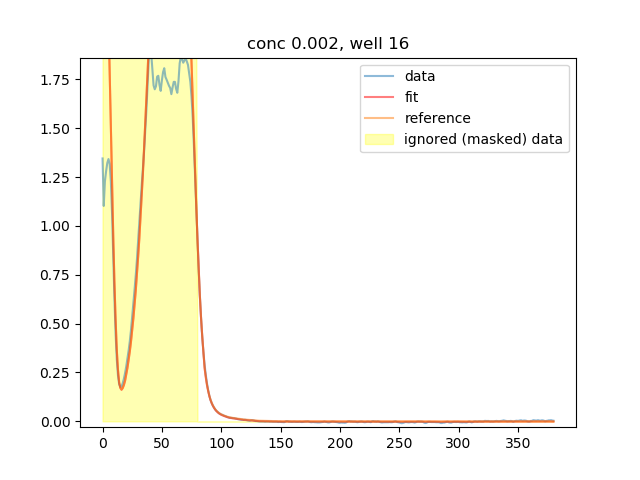 conc 0.002, well 16
data
fit
reference
ignored (masked) data
1.75
1.50
1.25
1.00
0.75
0.50
0.25
0.00
0 50 100 150 200 250 300 350